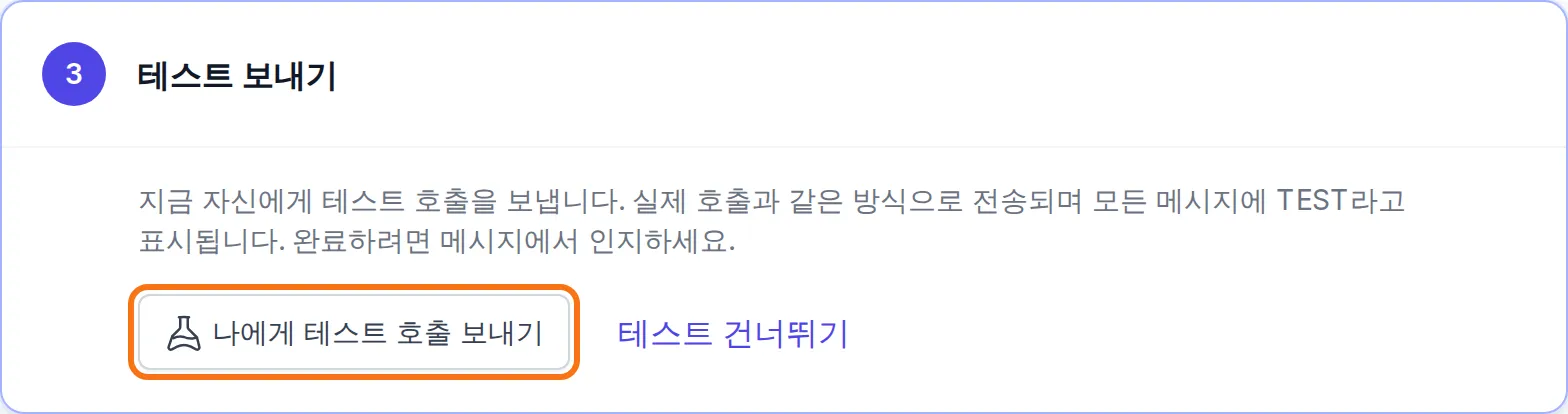 3
테스트 보내기
지금 자신에게 테스트 호출을 보냅니다. 실제 호출과 같은 방식으로 전송되며 모든 메시지에 TEST라고
표시됩니다. 완료하려면 메시지에서 인지하세요.
나에게 테스트 호출 보내기
테스트 건너뛰기